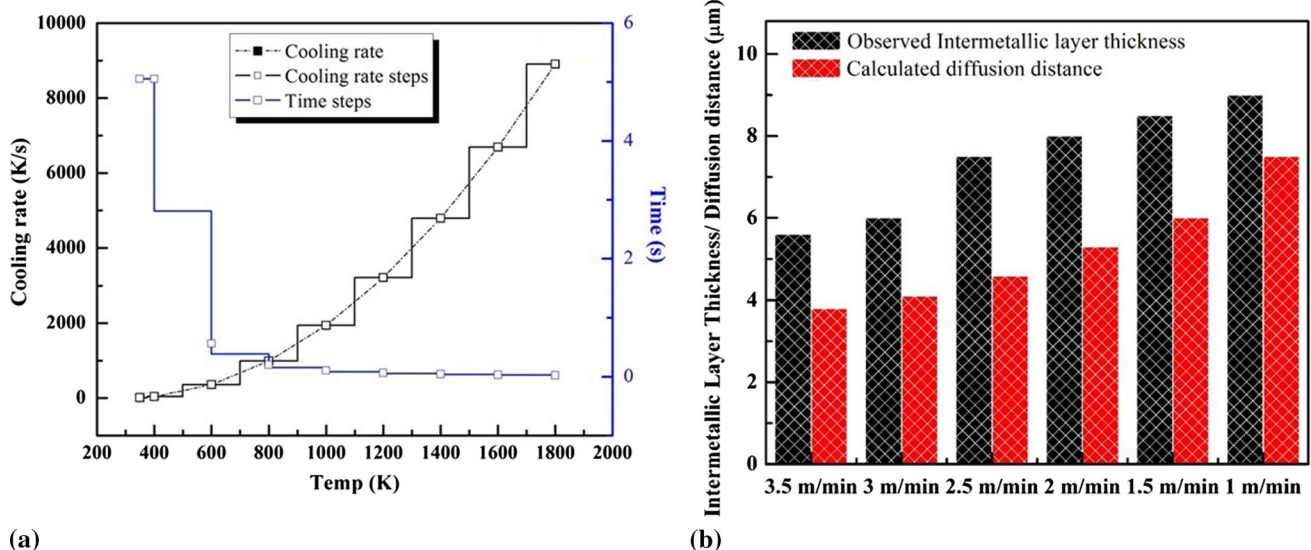 10000
8000
6000
4000
2000
0
Cooling rate (K/s)
Cooling rate
Cooling rate steps
Time steps
6
4
2
0
Time (s)
200 400 600 800 1000 1200 1400 1600 1800 2000
Temp (K)
(a)
Intermetallic Layer Thickness/ Diffusion distance (μm)
10
8
6
4
2
0
Observed Intermetallic layer thickness
Calculated diffusion distance
3.5 m/min 3 m/min 2.5 m/min 2 m/min 1.5 m/min 1 m/min
(b)